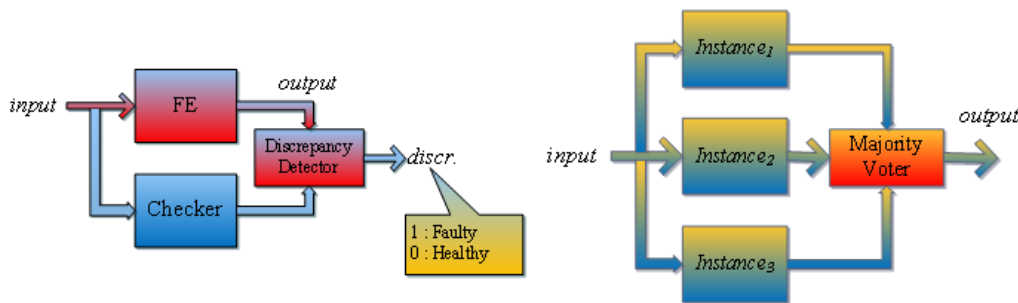 input
FE
output
Discrepancy
Detector
discr.
Checker
1 : Faulty
0 : Healthy
input
Instance1
Instance2
Instance3
Majority
Voter
output